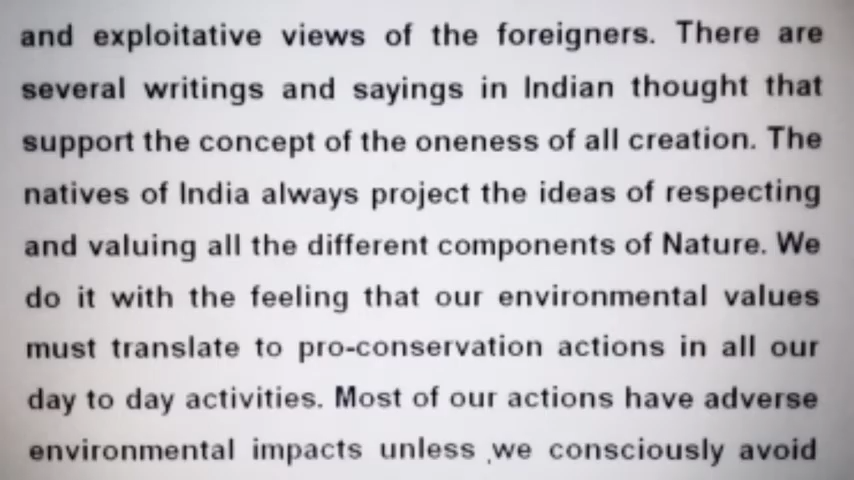 and exploitative views of the foreigners. There are
several writings and sayings in Indian thought that
support the concept of the oneness of all creation. The
natives of India always project the ideas of respecting
and valuing all the different components of Nature. We
do it with the feeling that our environmental values
must translate to pro-conservation actions in all our
day to day activities. Most of our actions have adverse
environmental impacts unless we consciously avoid